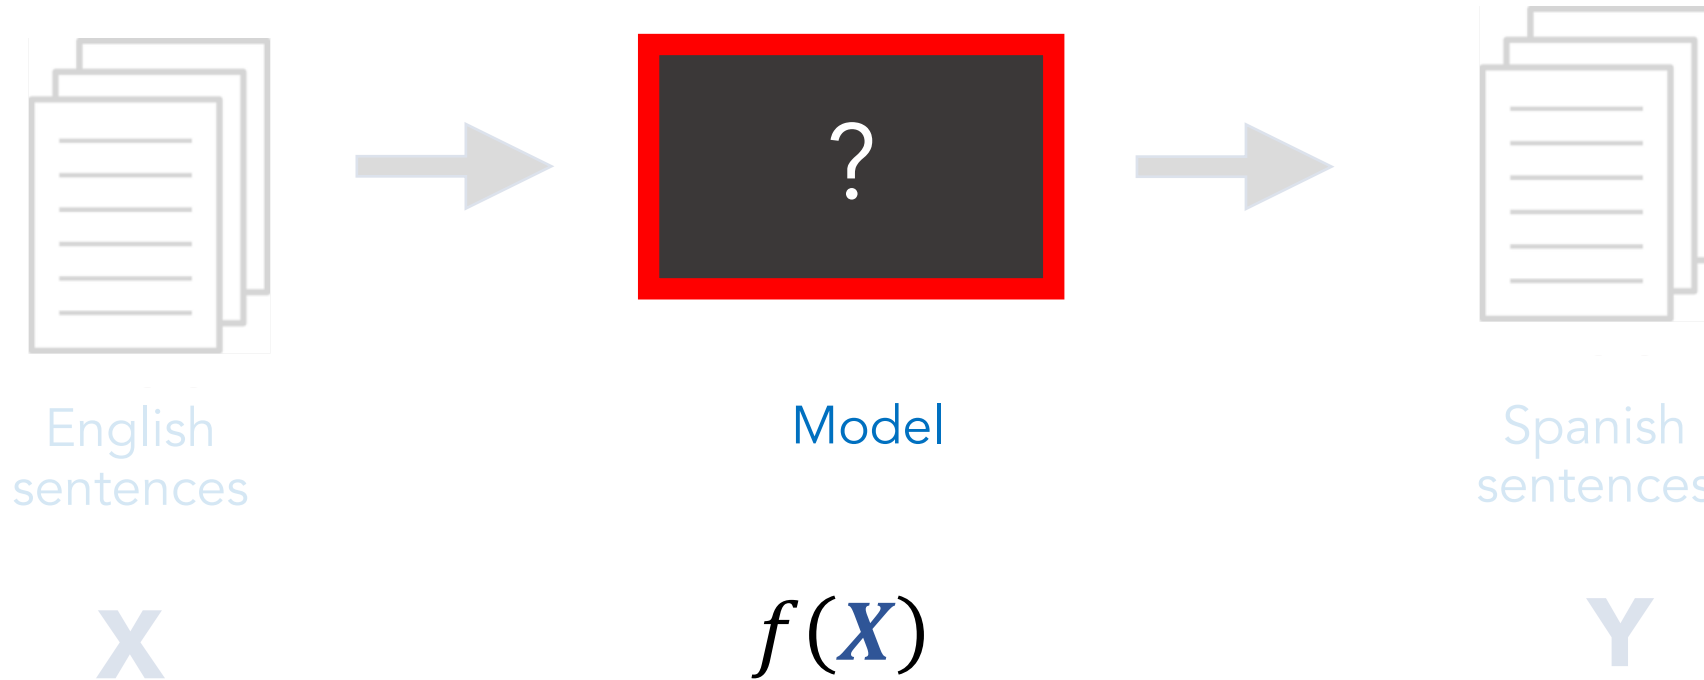 ?
English
sentences
Model
Spanish
sentences
X
f(X)
Y